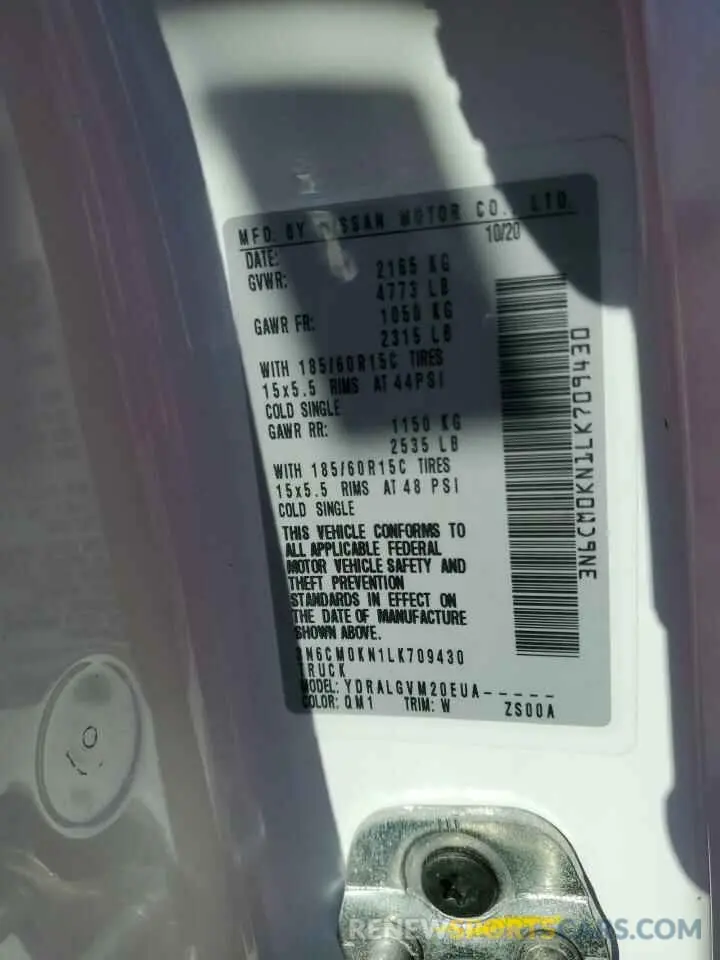 MFD. BY NISSAN MOTOR CO., LTD.
DATE: 10/20
GVWR: 2165 KG
4773 LB
GAWR FR: 1050 KG
2315 LB
WITH 185/60R15C TIRES
15x5.5 RIMS AT 44PSI
COLD SINGLE
GAWR RR: 1150 KG
2535 LB
WITH 185/60R15C TIRES
15x5.5 RIMS AT 48 PSI
COLD SINGLE
THIS VEHICLE CONFORMS TO
ALL APPLICABLE FEDERAL
MOTOR VEHICLE SAFETY AND
THEFT PREVENTION
STANDARDS IN EFFECT ON
THE DATE OF MANUFACTURE
SHOWN ABOVE.
3N6CM0KN1LK709430
TRUCK
MODEL: YDRALGVM20EUA-----
COLOR: QM1 TRIM: W ZS00A
3N6CM0KN1LK709430
RENEWSPORTSCARS.COM